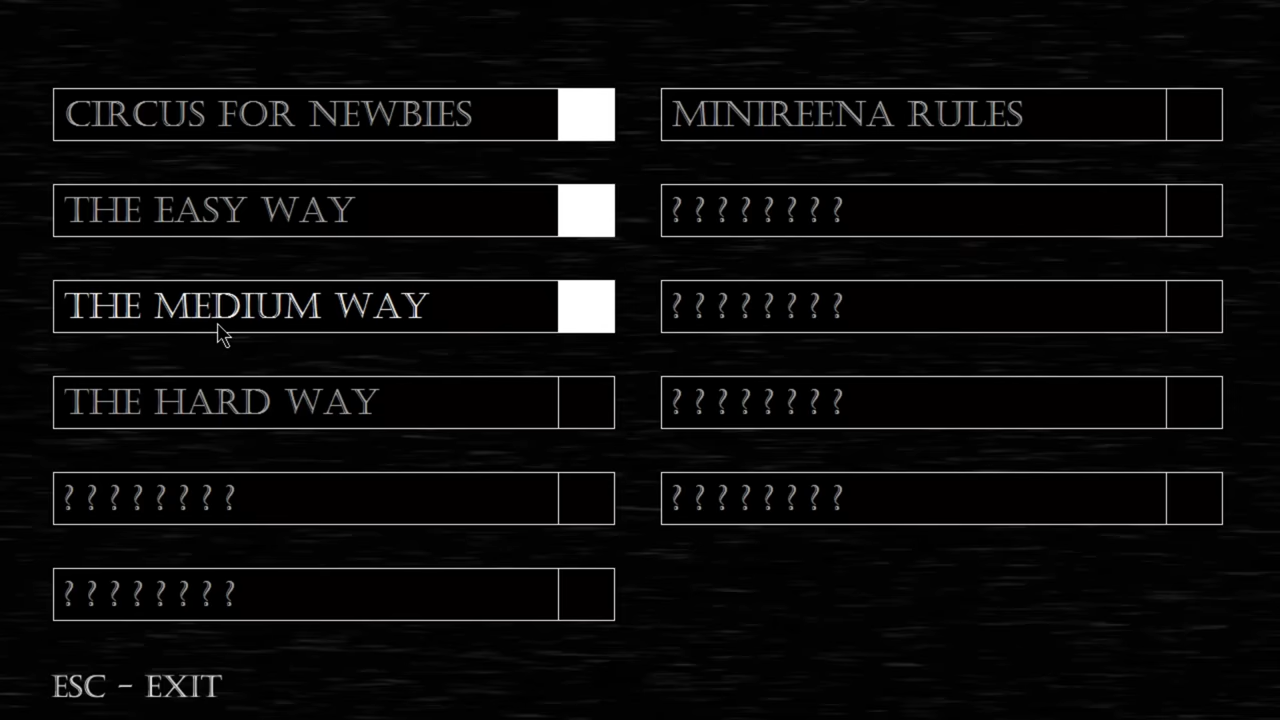 CIRCUS FOR NEWBIES
THE EASY WAY
THE MEDIUM WAY
THE HARD WAY
? ? ? ? ? ? ? ?
? ? ? ? ? ? ? ?
MINIREENA RULES
? ? ? ? ? ? ? ?
? ? ? ? ? ? ? ?
? ? ? ? ? ? ? ?
? ? ? ? ? ? ? ?
ESC - EXIT